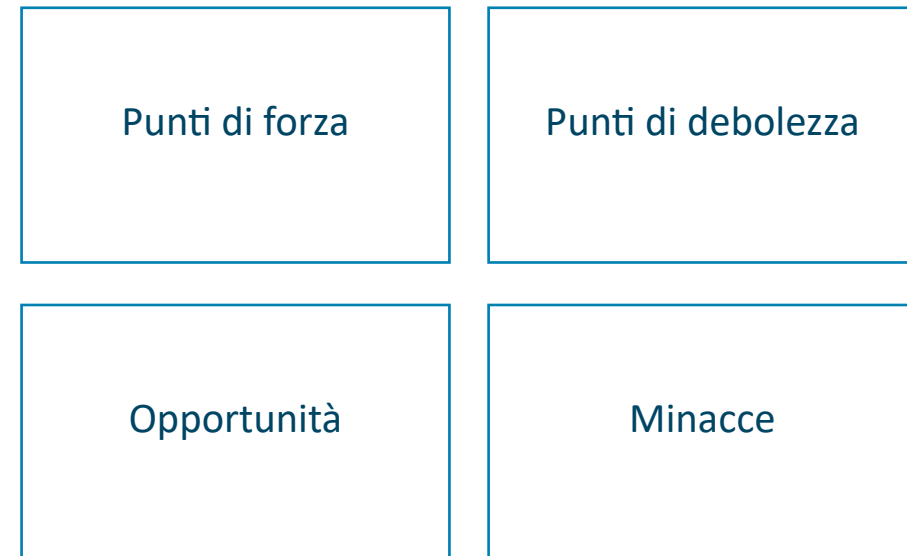 Punti di forza
Punti di debolezza
Opportunità
Minacce